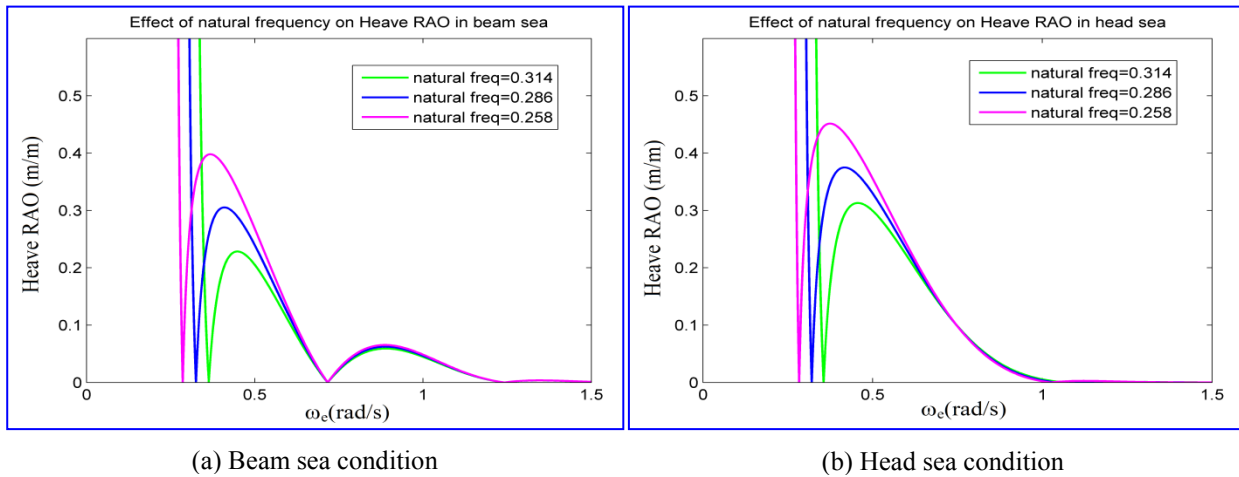 Effect of natural frequency on Heave RAO in beam sea
natural freq=0.314
natural freq=0.286
natural freq=0.258
Heave RAO (m/m)
0.5
0.4
0.3
0.2
0.1
0
0
0.5
1
1.5
ωe(rad/s)
(a) Beam sea condition
Effect of natural frequency on Heave RAO in head sea
natural freq=0.314
natural freq=0.286
natural freq=0.258
Heave RAO (m/m)
0.5
0.4
0.3
0.2
0.1
0
0
0.5
1
1.5
ωe(rad/s)
(b) Head sea condition